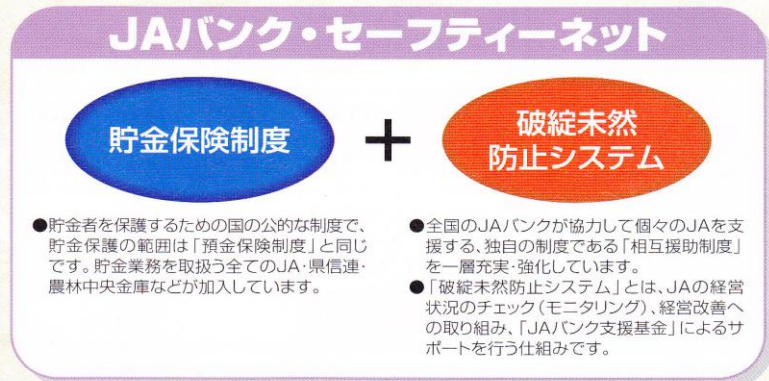 JAバンク・セーフティーネット
貯金保険制度
+
破綻未然
防止システム
●貯金者を保護するための国の公的な制度で、
貯金保護の範囲は「預金保険制度」と同じ
です。貯金業務を取扱う全てのJA・県信連・
農林中央金庫などが加入しています。
●全国のJAバンクが協力して個々のJAを支
援する、独自の制度である「相互援助制度」
を一層充実・強化しています。
●「破綻未然防止システム」とは、JAの経営
状況のチェック(モニタリング)、経営改善へ
の取り組み、「JAバンク支援基金」によるサ
ポートを行う仕組みです。